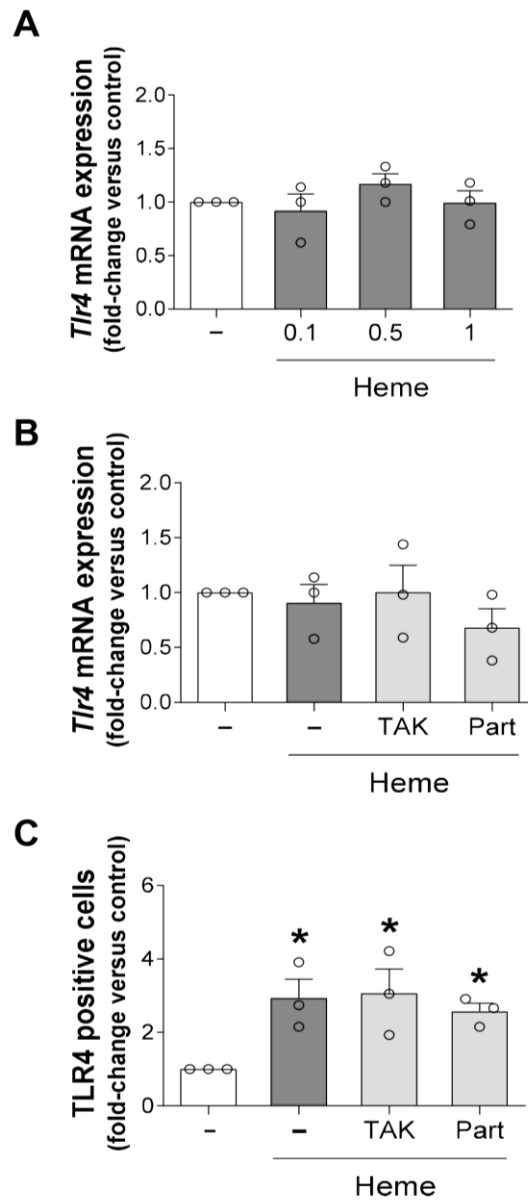 A
Tlr4 mRNA expression
(fold-change versus control)
2.0
1.5
1.0
0.5
0.0
– 0.1 0.5 1
Heme
B
Tlr4 mRNA expression
(fold-change versus control)
2.0
1.5
1.0
0.5
0.0
– – TAK Part
Heme
C
TLR4 positive cells
(fold-change versus control)
6
4
2
0
* * *
– – TAK Part
Heme